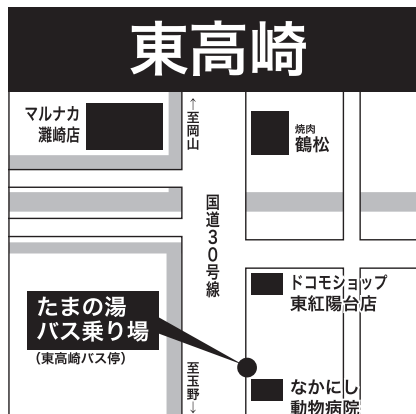 東高崎
マルナカ
灘崎店
←至岡山
焼肉
鶴松
国道30号線
ドコモショップ
東紅陽台店
たまの湯
バス乗り場
(東高崎バス停)
至玉野→
なかにし
動物病院